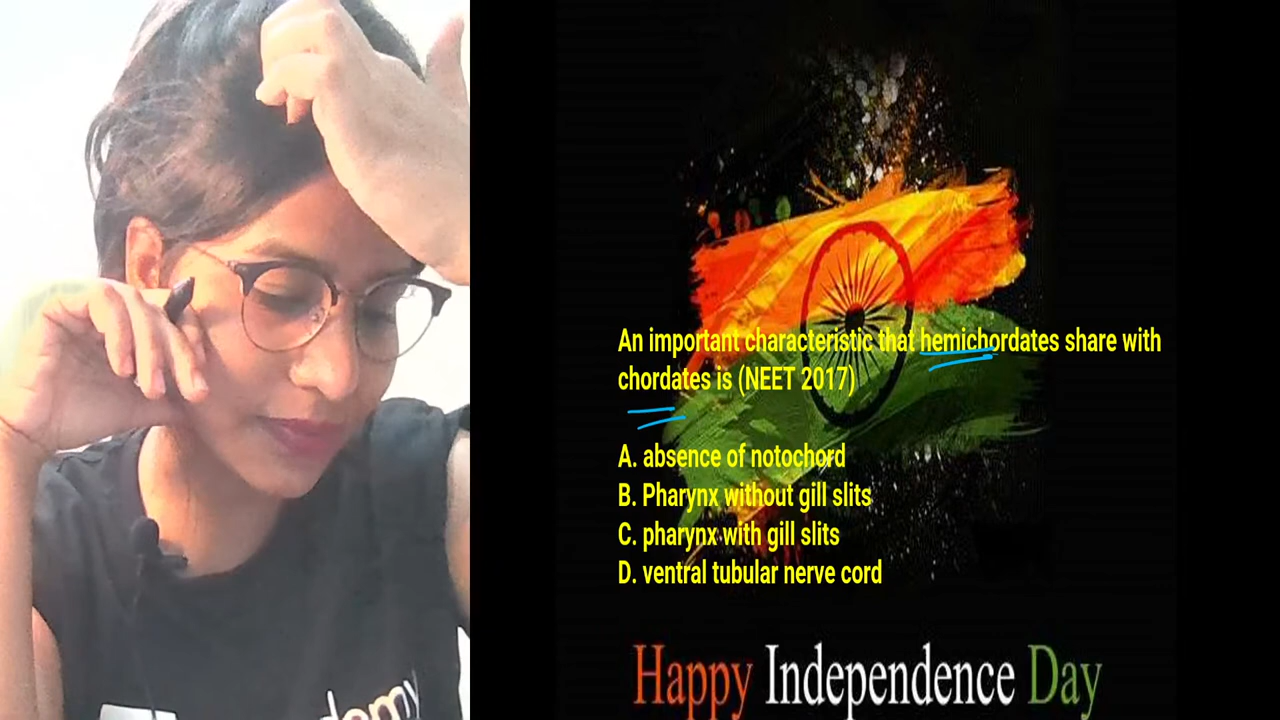 An important characteristic that hemichordates share with
chordates is (NEET 2017)
A. absence of notochord
B. Pharynx without gill slits
C. pharynx with gill slits
D. ventral tubular nerve cord
Happy Independence Day